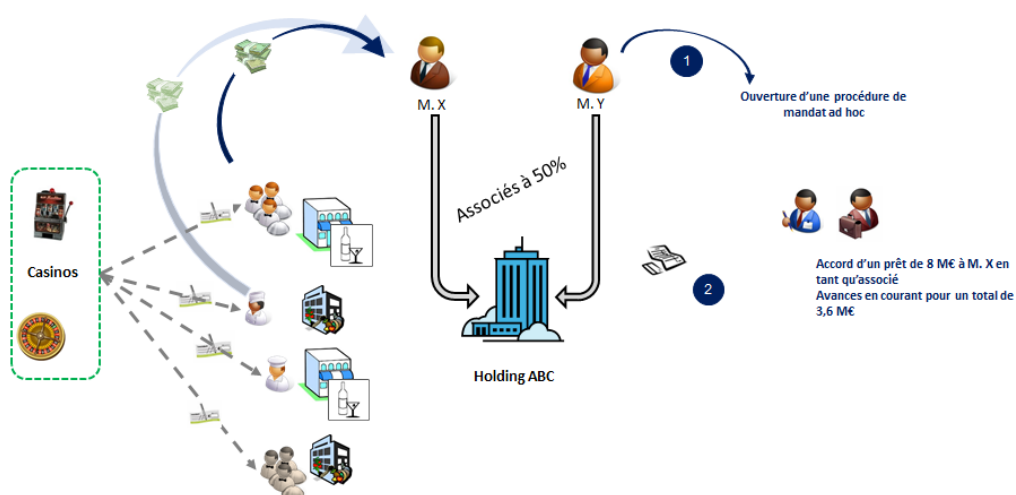 M. X
M. Y
1
Ouverture d'une procédure de
mandat ad hoc
Associés à 50%
Casinos
2
Accord d'un prêt de 8 M€ à M. X en
tant qu'associé
Avances en courant pour un total de
3,6 M€
Holding ABC